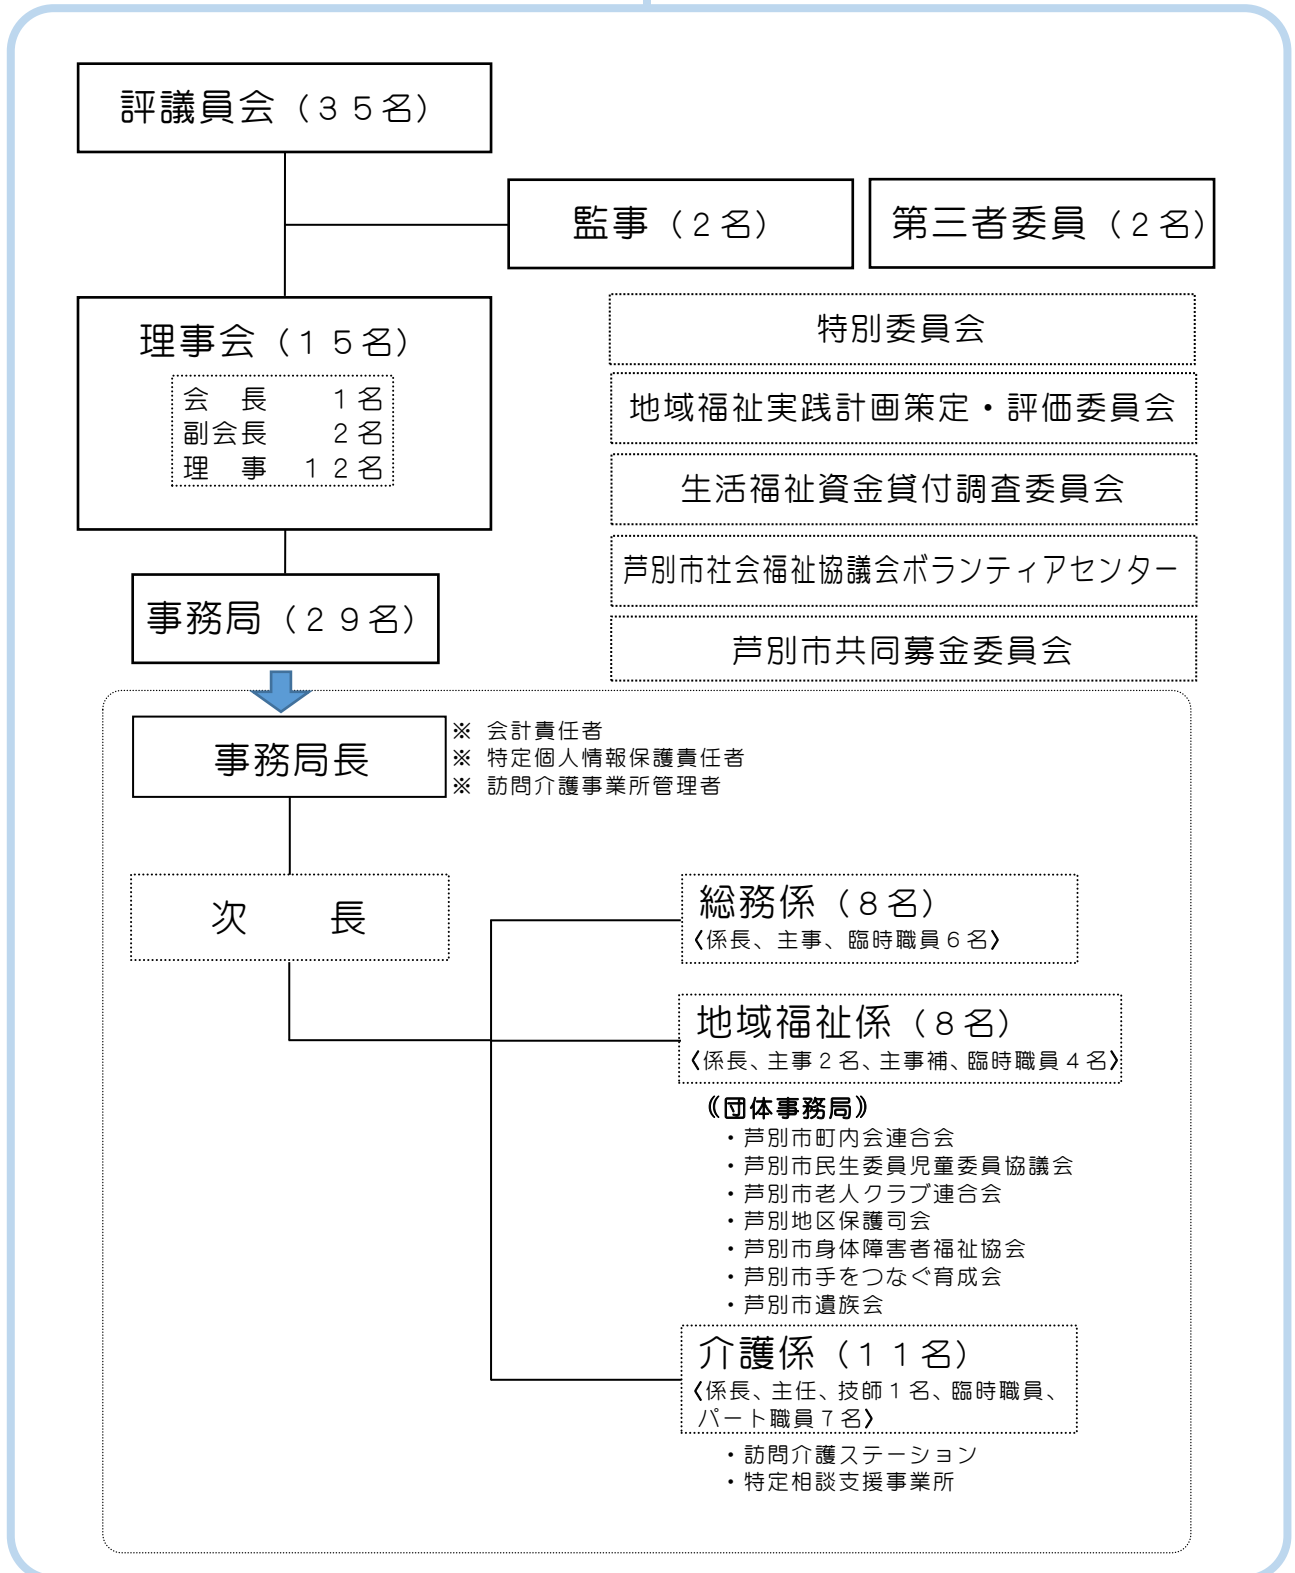 評議員会（３５名）
監事（２名）
第三者委員（２名）
理事会（１５名）
会　長　　１名
副会長　　２名
理　事　１２名
特別委員会
地域福祉実践計画策定・評価委員会
生活福祉資金貸付調査委員会
芦別市社会福祉協議会ボランティアセンター
芦別市共同募金委員会
事務局（２９名）
事務局長
※ 会計責任者
※ 特定個人情報保護責任者
※ 訪問介護事業所管理者
次　　長
総務係（８名）
〈係長、主事、臨時職員６名〉
地域福祉係（８名）
〈係長、主事２名、主事補、臨時職員４名〉
《団体事務局》
・芦別市町内会連合会
・芦別市民生委員児童委員協議会
・芦別市老人クラブ連合会
・芦別地区保護司会
・芦別市身体障害者福祉協会
・芦別市手をつなぐ育成会
・芦別市遺族会
介護係（１１名）
〈係長、主任、技師１名、臨時職員、
パート職員７名〉
・訪問介護ステーション
・特定相談支援事業所